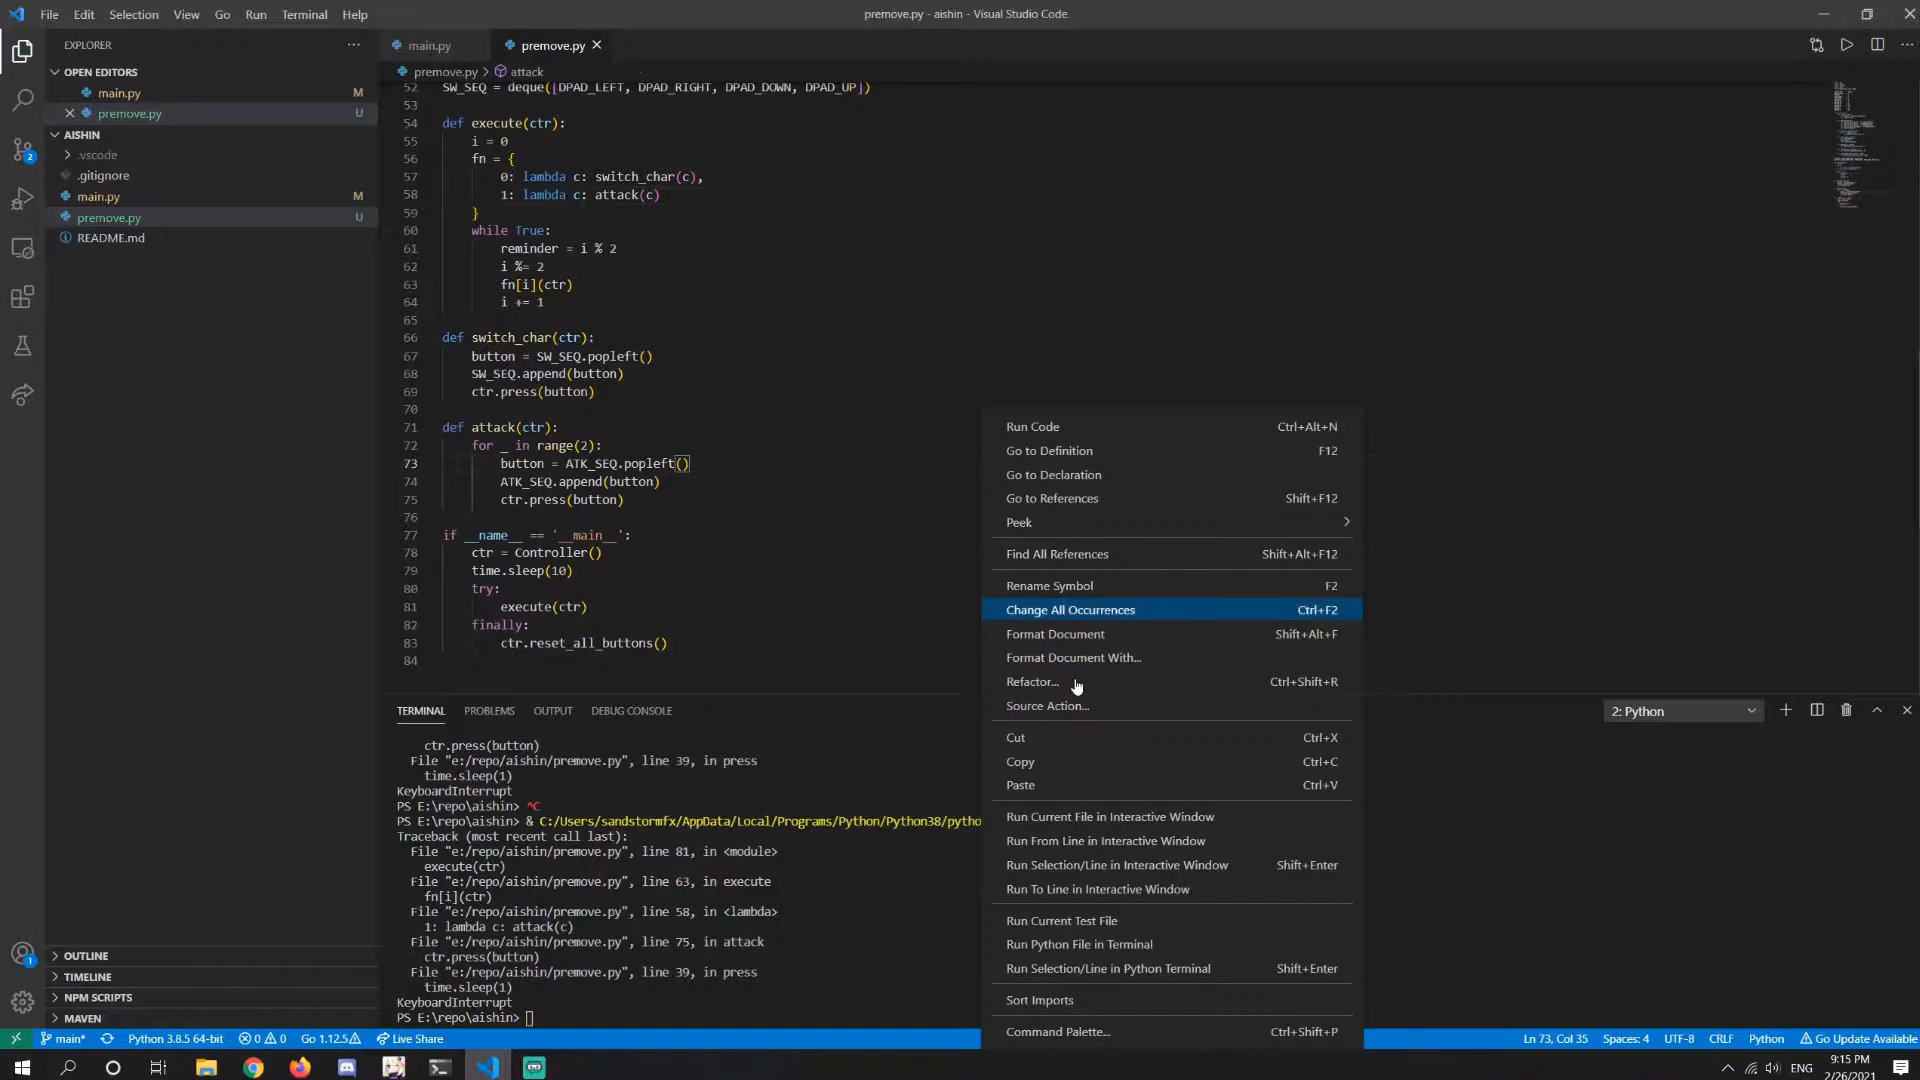 File Edit Selection View Go Run Terminal Help
premove.py - aishin - Visual Studio Code
EXPLORER
OPEN EDITORS
main.py M
premove.py U
AISHIN
.vscode
.gitignore
main.py M
premove.py U
README.md
OUTLINE
TIMELINE
NPM SCRIPTS
MAVEN
2
1
main.py
premove.py
premove.py > attack
52 SW_SEQ = deque([DPAD_LEFT, DPAD_RIGHT, DPAD_DOWN, DPAD_UP])
53
54 def execute(ctr):
55 i = 0
56 fn = {
57 0: lambda c: switch_char(c),
58 1: lambda c: attack(c)
59 }
60 while True:
61 reminder = i % 2
62 i %= 2
63 fn[i](ctr)
64 i += 1
65
66 def switch_char(ctr):
67 button = SW_SEQ.popleft()
68 SW_SEQ.append(button)
69 ctr.press(button)
70
71 def attack(ctr):
72 for _ in range(2):
73 button = ATK_SEQ.popleft()
74 ATK_SEQ.append(button)
75 ctr.press(button)
76
77 if __name__ == '__main__':
78 ctr = Controller()
79 time.sleep(10)
80 try:
81 execute(ctr)
82 finally:
83 ctr.reset_all_buttons()
84
Run Code Ctrl+Alt+N
Go to Definition F12
Go to Declaration
Go to References Shift+F12
Peek
Find All References Shift+Alt+F12
Rename Symbol F2
Change All Occurrences Ctrl+F2
Format Document Shift+Alt+F
Format Document With...
Refactor... Ctrl+Shift+R
Source Action...
Cut Ctrl+X
Copy Ctrl+C
Paste Ctrl+V
Run Current File in Interactive Window
Run From Line in Interactive Window
Run Selection/Line in Interactive Window Shift+Enter
Run To Line in Interactive Window
Run Current Test File
Run Python File in Terminal
Run Selection/Line in Python Terminal Shift+Enter
Sort Imports
Command Palette... Ctrl+Shift+P
TERMINAL PROBLEMS OUTPUT DEBUG CONSOLE
2: Python
ctr.press(button)
File "e:/repo/aishin/premove.py", line 39, in press
time.sleep(1)
KeyboardInterrupt
PS E:\repo\aishin> ^C
PS E:\repo\aishin> & C:/Users/sandstormfx/AppData/Local/Programs/Python/Python38/pytho
Traceback (most recent call last):
File "e:/repo/aishin/premove.py", line 81, in <module>
execute(ctr)
File "e:/repo/aishin/premove.py", line 63, in execute
fn[i](ctr)
File "e:/repo/aishin/premove.py", line 58, in <lambda>
1: lambda c: attack(c)
File "e:/repo/aishin/premove.py", line 75, in attack
ctr.press(button)
File "e:/repo/aishin/premove.py", line 39, in press
time.sleep(1)
KeyboardInterrupt
PS E:\repo\aishin>
main* Python 3.8.5 64-bit 0 0 Go 1.12.5 Live Share
Ln 73, Col 35 Spaces: 4 UTF-8 CRLF Python Go Update Available
ENG
9:15 PM
2/26/2021